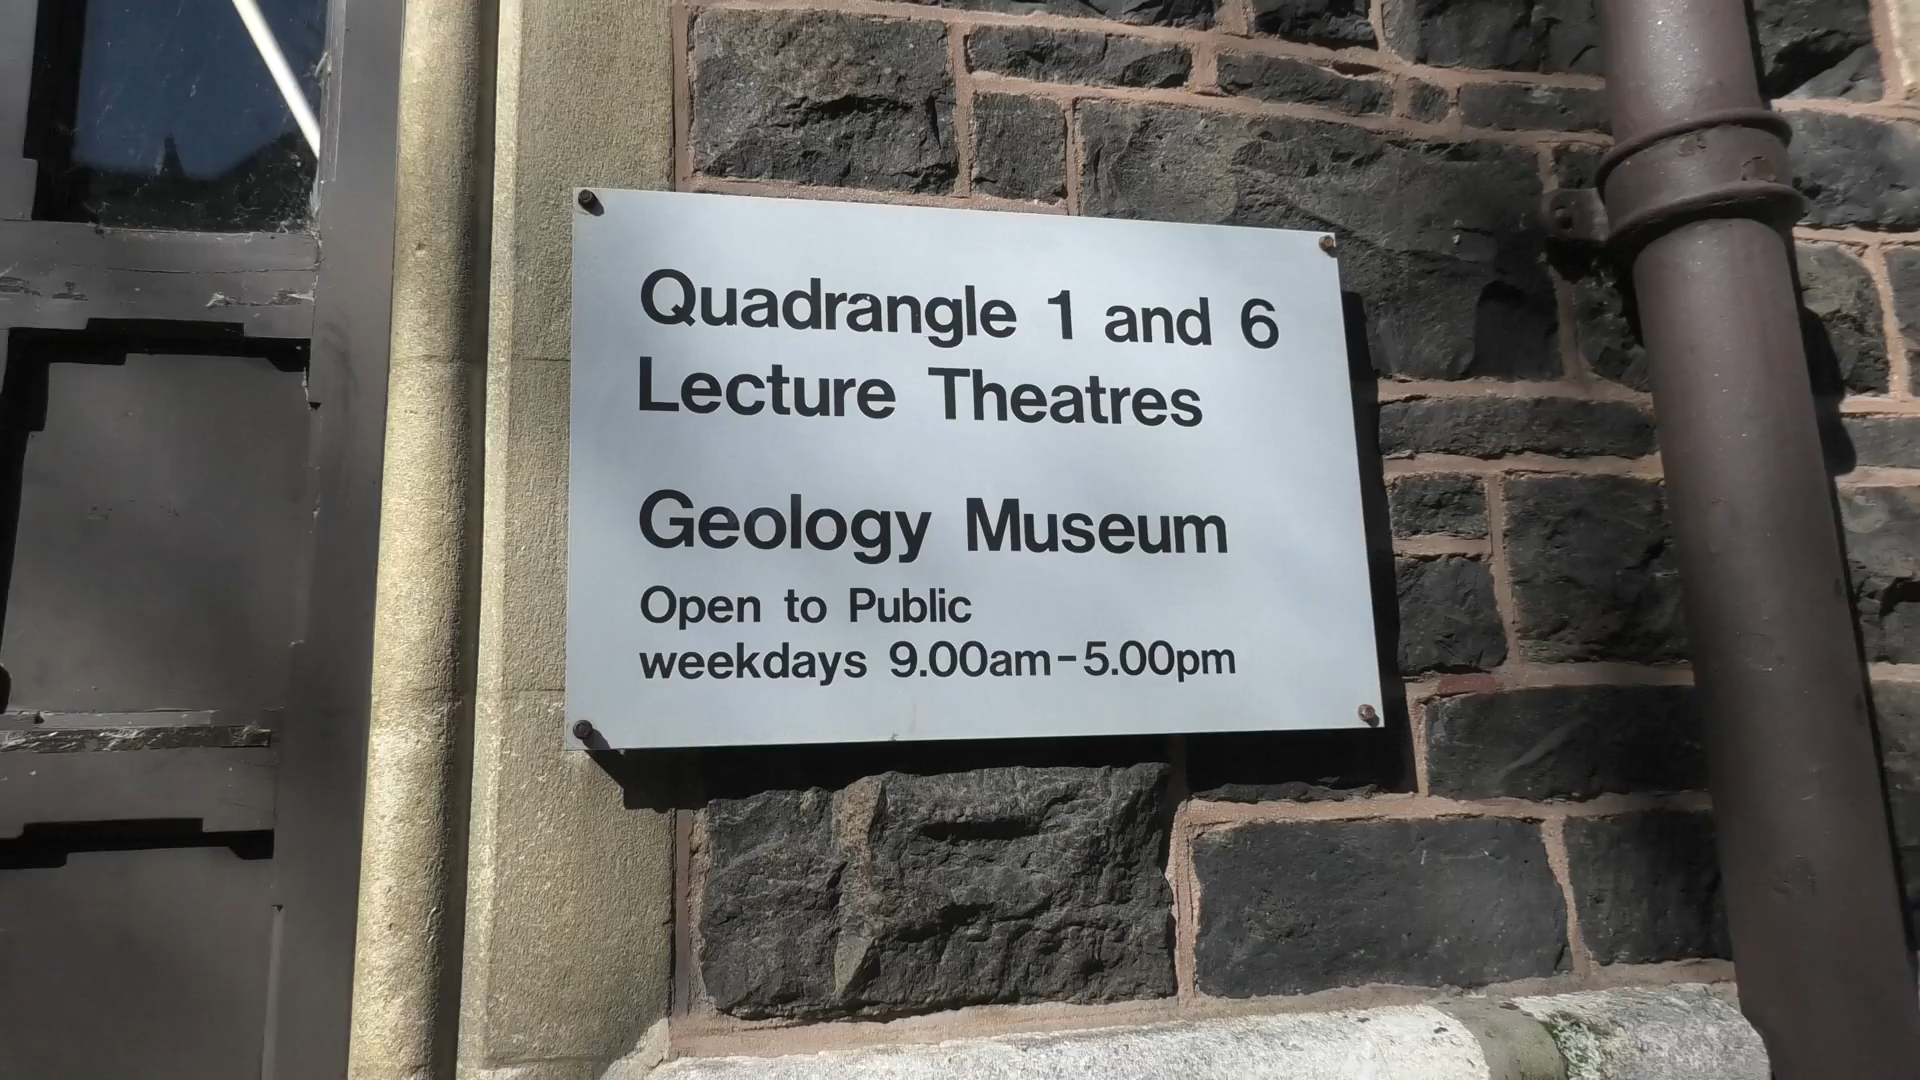 Quadrangle 1 and 6
Lecture Theatres
Geology Museum
Open to Public
weekdays 9.00am-5.00pm